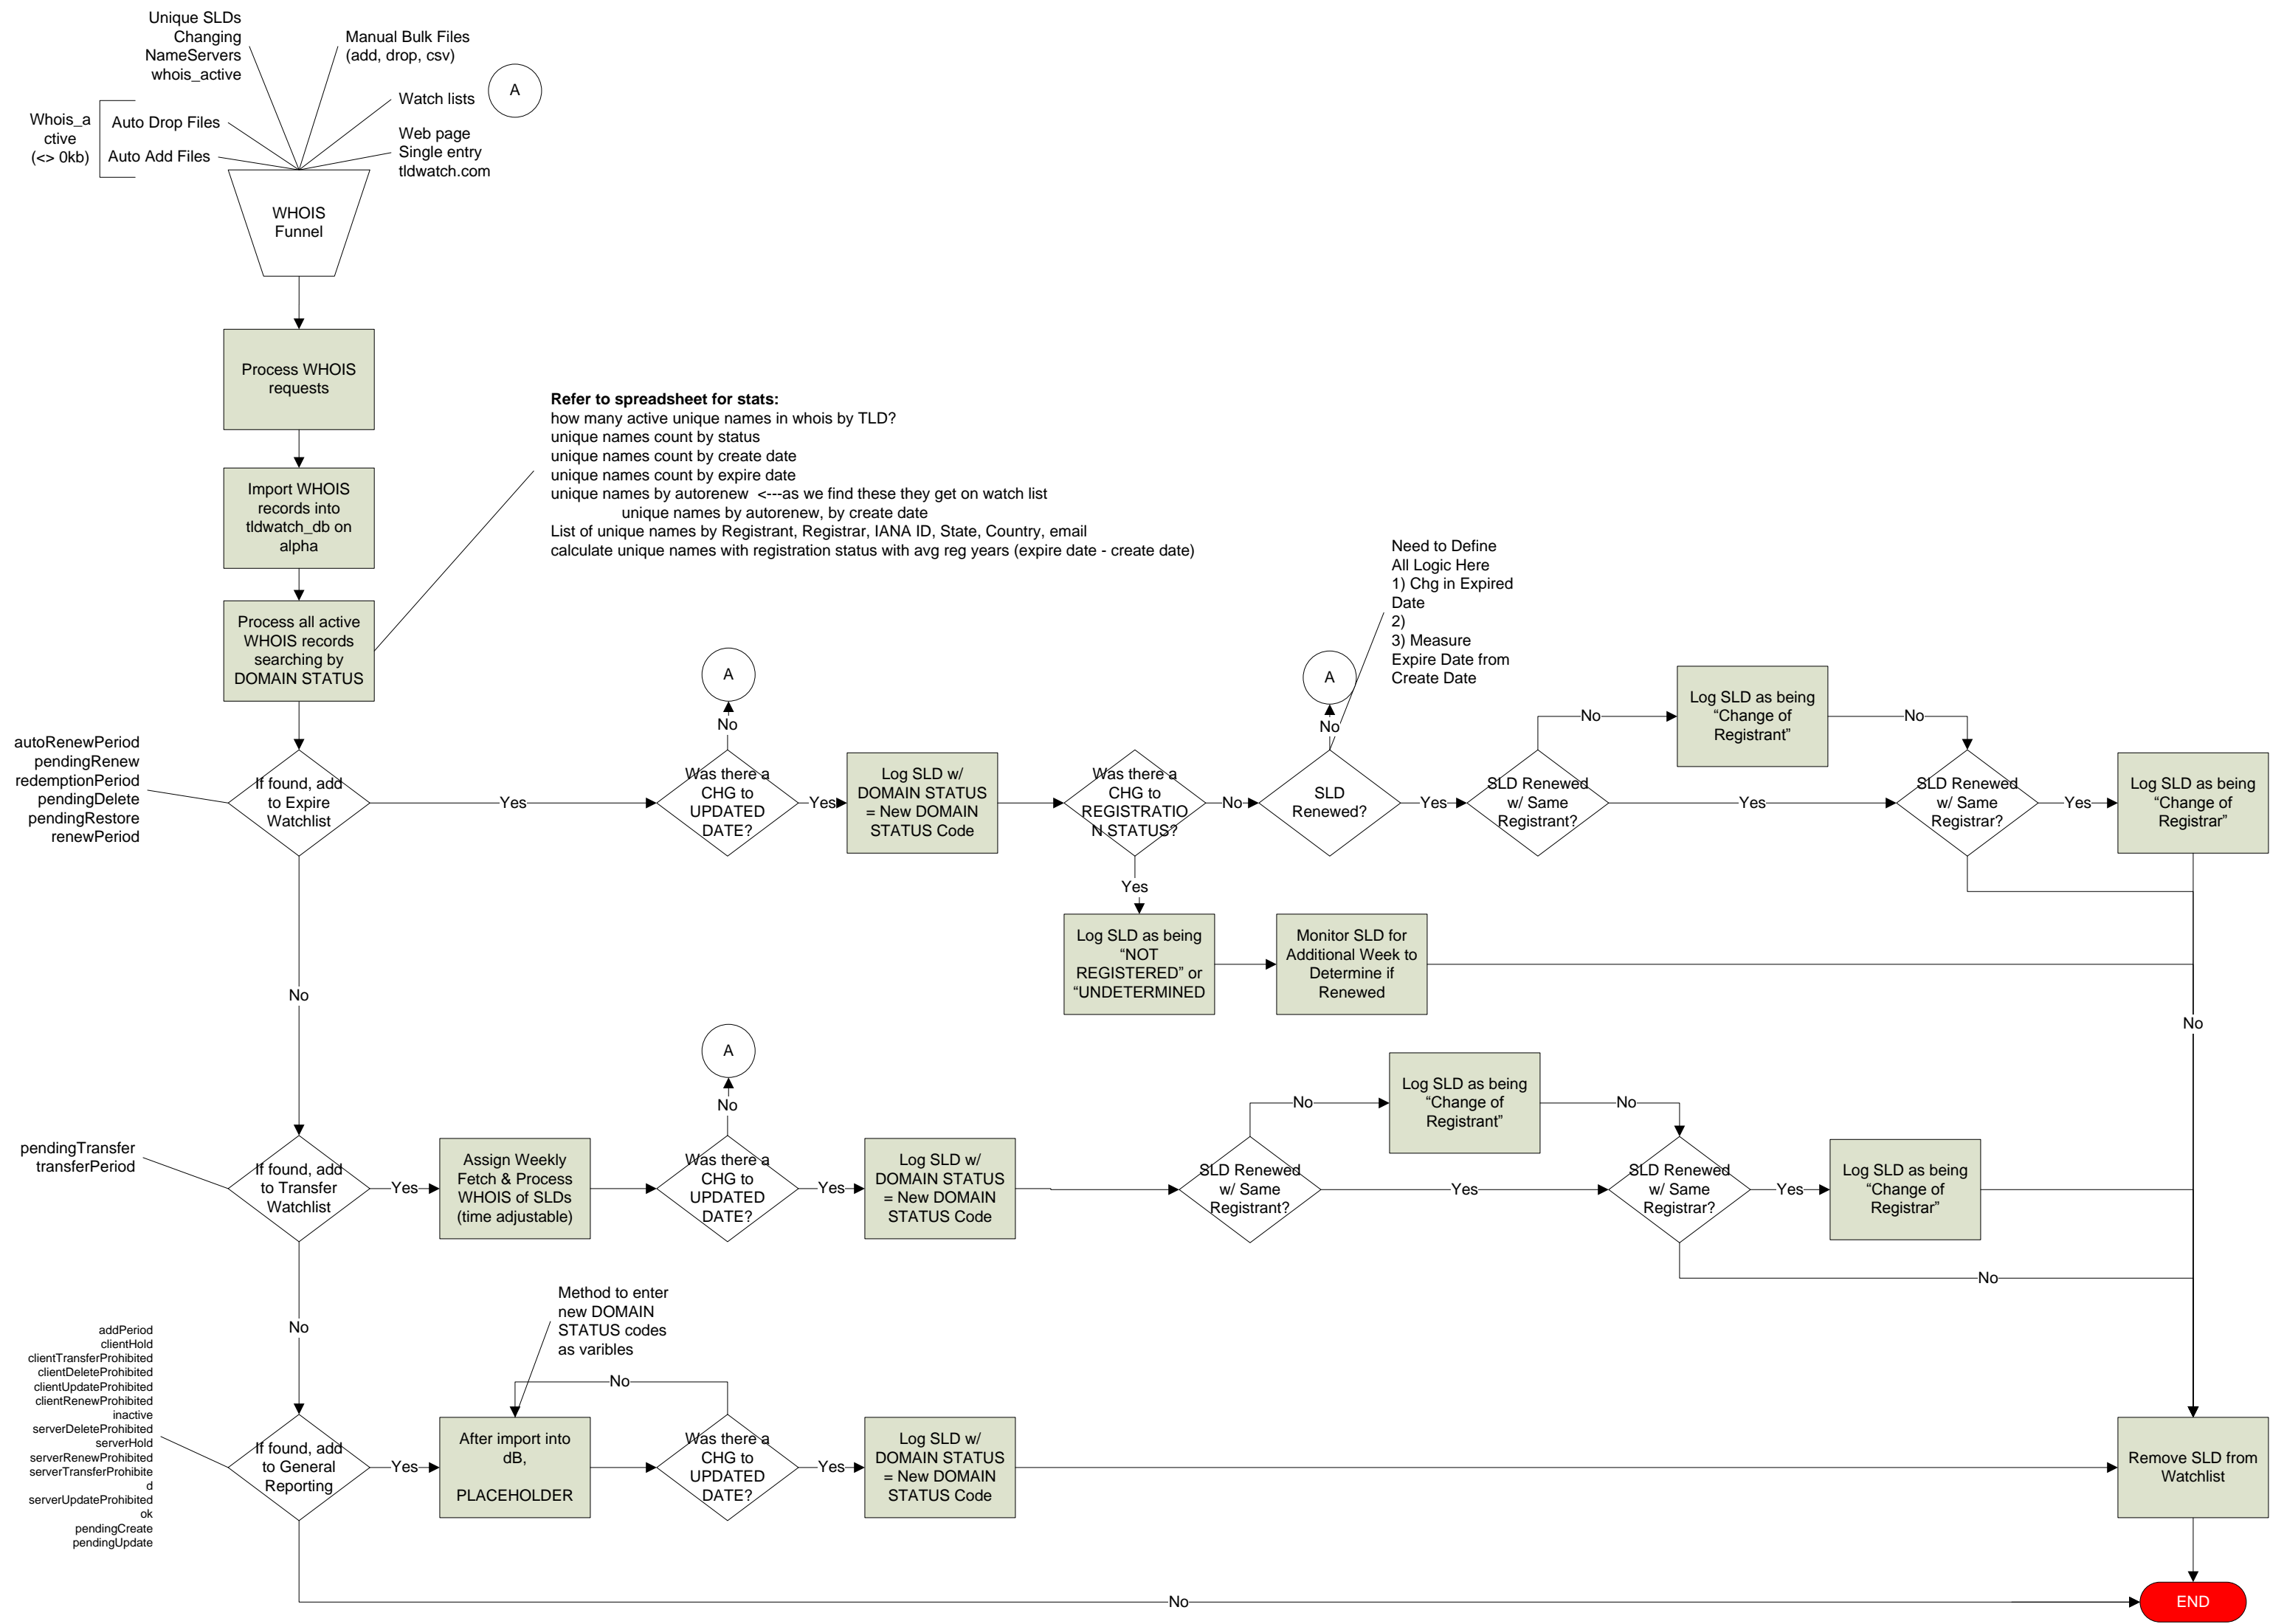 Unique SLDs
Changing
NameServers
whois_active
Manual Bulk Files
(add, drop, csv)
A
Watch lists
Whois_a
ctive
(<> 0kb)
Auto Drop Files
Auto Add Files
Web page
Single entry
tldwatch.com
WHOIS
Funnel
Process WHOIS
requests
Import WHOIS
records into
tldwatch_db on
alpha
Process all active
WHOIS records
searching by
DOMAIN STATUS
Refer to spreadsheet for stats:
how many active unique names in whois by TLD?
unique names count by status
unique names count by create date
unique names count by expire date
unique names by autorenew  <---as we find these they get on watch list
unique names by autorenew, by create date
List of unique names by Registrant, Registrar, IANA ID, State, Country, email
calculate unique names with registration status with avg reg years (expire date - create date)
Need to Define
All Logic Here
1) Chg in Expired
Date
2)
3) Measure
Expire Date from
Create Date
autoRenewPeriod
pendingRenew
redemptionPeriod
pendingDelete
pendingRestore
renewPeriod
If found, add
to Expire
Watchlist
Yes
A
No
Was there a
CHG to
UPDATED
DATE?
Yes
Log SLD w/
DOMAIN STATUS
= New DOMAIN
STATUS Code
Was there a
CHG to
REGISTRATIO
N STATUS?
No
A
No
SLD
Renewed?
Yes
SLD Renewed
w/ Same
Registrant?
No
Log SLD as being
“Change of
Registrant”
No
Yes
SLD Renewed
w/ Same
Registrar?
Yes
Log SLD as being
“Change of
Registrar”
Yes
Log SLD as being
“NOT
REGISTERED” or
“UNDETERMINED
Monitor SLD for
Additional Week to
Determine if
Renewed
No
No
pendingTransfer
transferPeriod
If found, add
to Transfer
Watchlist
Yes
Assign Weekly
Fetch & Process
WHOIS of SLDs
(time adjustable)
A
No
Was there a
CHG to
UPDATED
DATE?
Yes
Log SLD w/
DOMAIN STATUS
= New DOMAIN
STATUS Code
SLD Renewed
w/ Same
Registrant?
No
Log SLD as being
“Change of
Registrant”
No
Yes
SLD Renewed
w/ Same
Registrar?
Yes
Log SLD as being
“Change of
Registrar”
No
No
Method to enter
new DOMAIN
STATUS codes
as varibles
addPeriod
clientHold
clientTransferProhibited
clientDeleteProhibited
clientUpdateProhibited
clientRenewProhibited
inactive
serverDeleteProhibited
serverHold
serverRenewProhibited
serverTransferProhibite
d
serverUpdateProhibited
ok
pendingCreate
pendingUpdate
If found, add
to General
Reporting
Yes
After import into
dB,
PLACEHOLDER
No
Was there a
CHG to
UPDATED
DATE?
Yes
Log SLD w/
DOMAIN STATUS
= New DOMAIN
STATUS Code
Remove SLD from
Watchlist
No
END